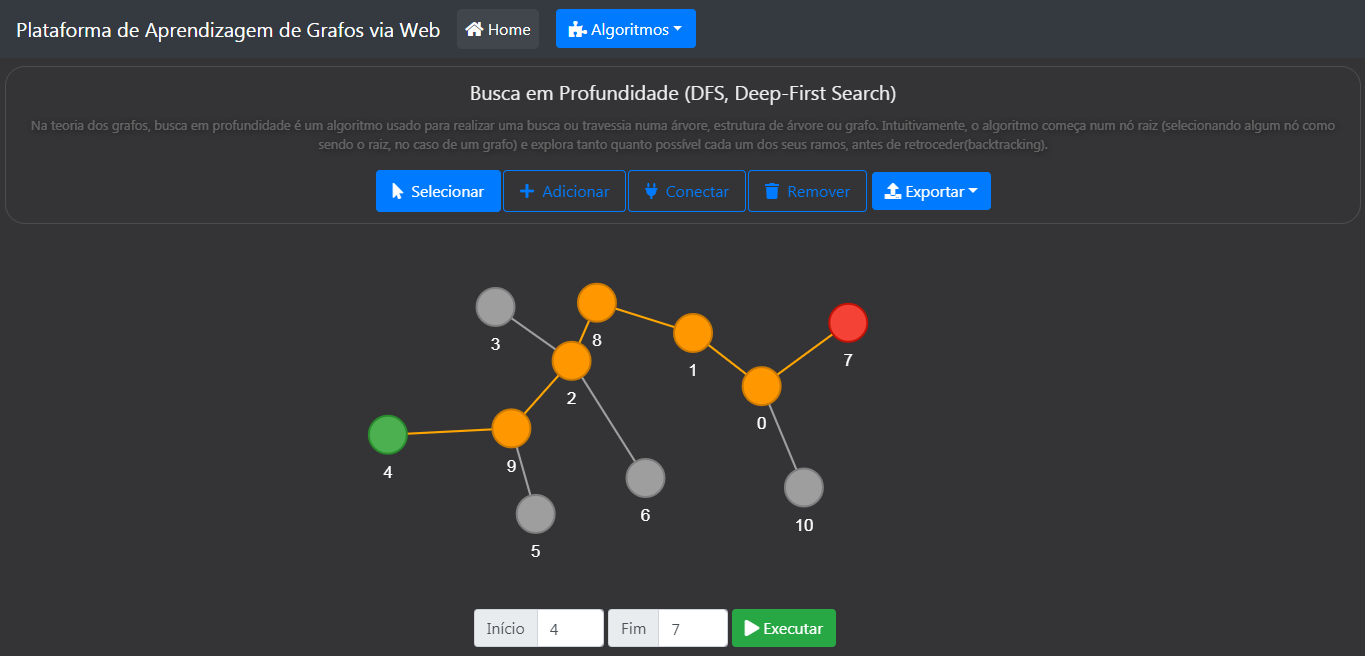 Plataforma de Aprendizagem de Grafos via Web Home Algoritmos
Busca em Profundidade (DFS, Deep-First Search)
Na teoria dos grafos, busca em profundidade é um algoritmo usado para realizar uma busca ou travessia numa árvore, estrutura de árvore ou grafo. Intuitivamente, o algoritmo começa num nó raiz (selecionando algum nó como
sendo o raiz, no caso de um grafo) e explora tanto quanto possível cada um dos seus ramos, antes de retroceder(backtracking).
Selecionar Adicionar Conectar Remover Exportar
3
8
7
1
2
0
9
4
6
10
5
Início 4 Fim 7 Executar